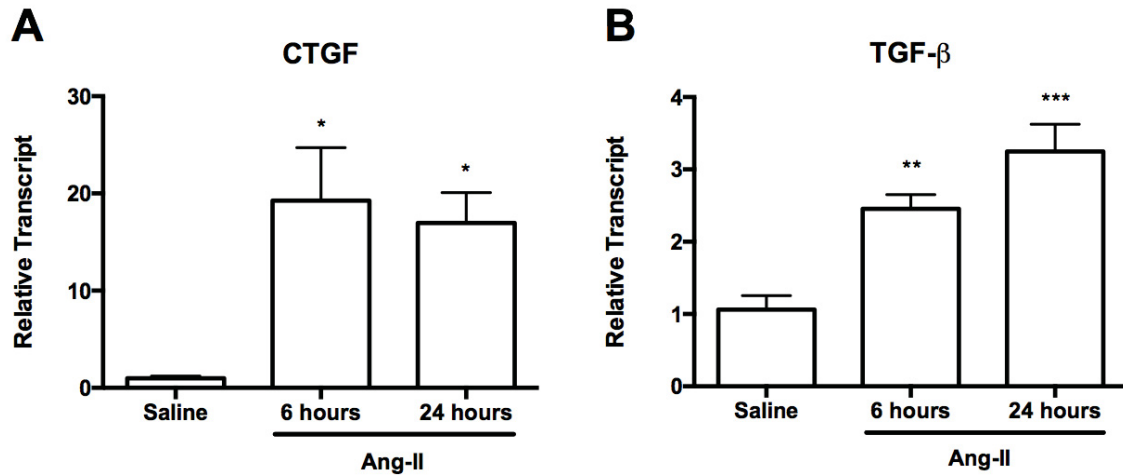 A
CTGF
Relative Transcript
30
20
10
0
*
*
Saline
6 hours
24 hours
Ang-II
B
TGF-β
Relative Transcript
4
3
2
1
0
**
***
Saline
6 hours
24 hours
Ang-II